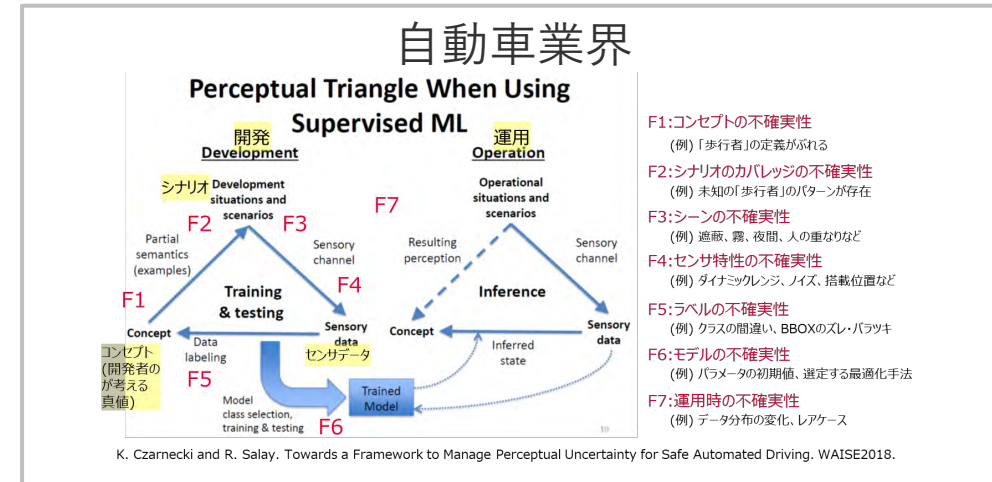 自動車業界
Perceptual Triangle When Using
Supervised ML
開発
Development
運用
Operation
シナリオ
Development
situations and
scenarios
Operational
situations and
scenarios
F2
F3
F7
Partial
semantics
(examples)
Sensory
channel
Resulting
perception
Sensory
channel
F4
F1
Training
& testing
Inference
Concept
Sensory
data
Concept
Sensory
data
コンセプト
(開発者の
が考える
真値)
Data
labeling
センサデータ
Inferred
state
F5
Trained
Model
Model
class selection,
training & testing
F6
10
F1:コンセプトの不確実性
(例) 「歩行者」の定義がぶれる
F2:シナリオのカバレッジの不確実性
(例) 未知の「歩行者」のパターンが存在
F3:シーンの不確実性
(例) 遮蔽、霧、夜間、人の重なりなど
F4:センサ特性の不確実性
(例) ダイナミックレンジ、ノイズ、搭載位置など
F5:ラベルの不確実性
(例) クラスの間違い、BBOXのズレ・バラツキ
F6:モデルの不確実性
(例) パラメータの初期値、選定する最適化手法
F7:運用時の不確実性
(例) データ分布の変化、レアケース
K. Czarnecki and R. Salay. Towards a Framework to Manage Perceptual Uncertainty for Safe Automated Driving. WAISE2018.